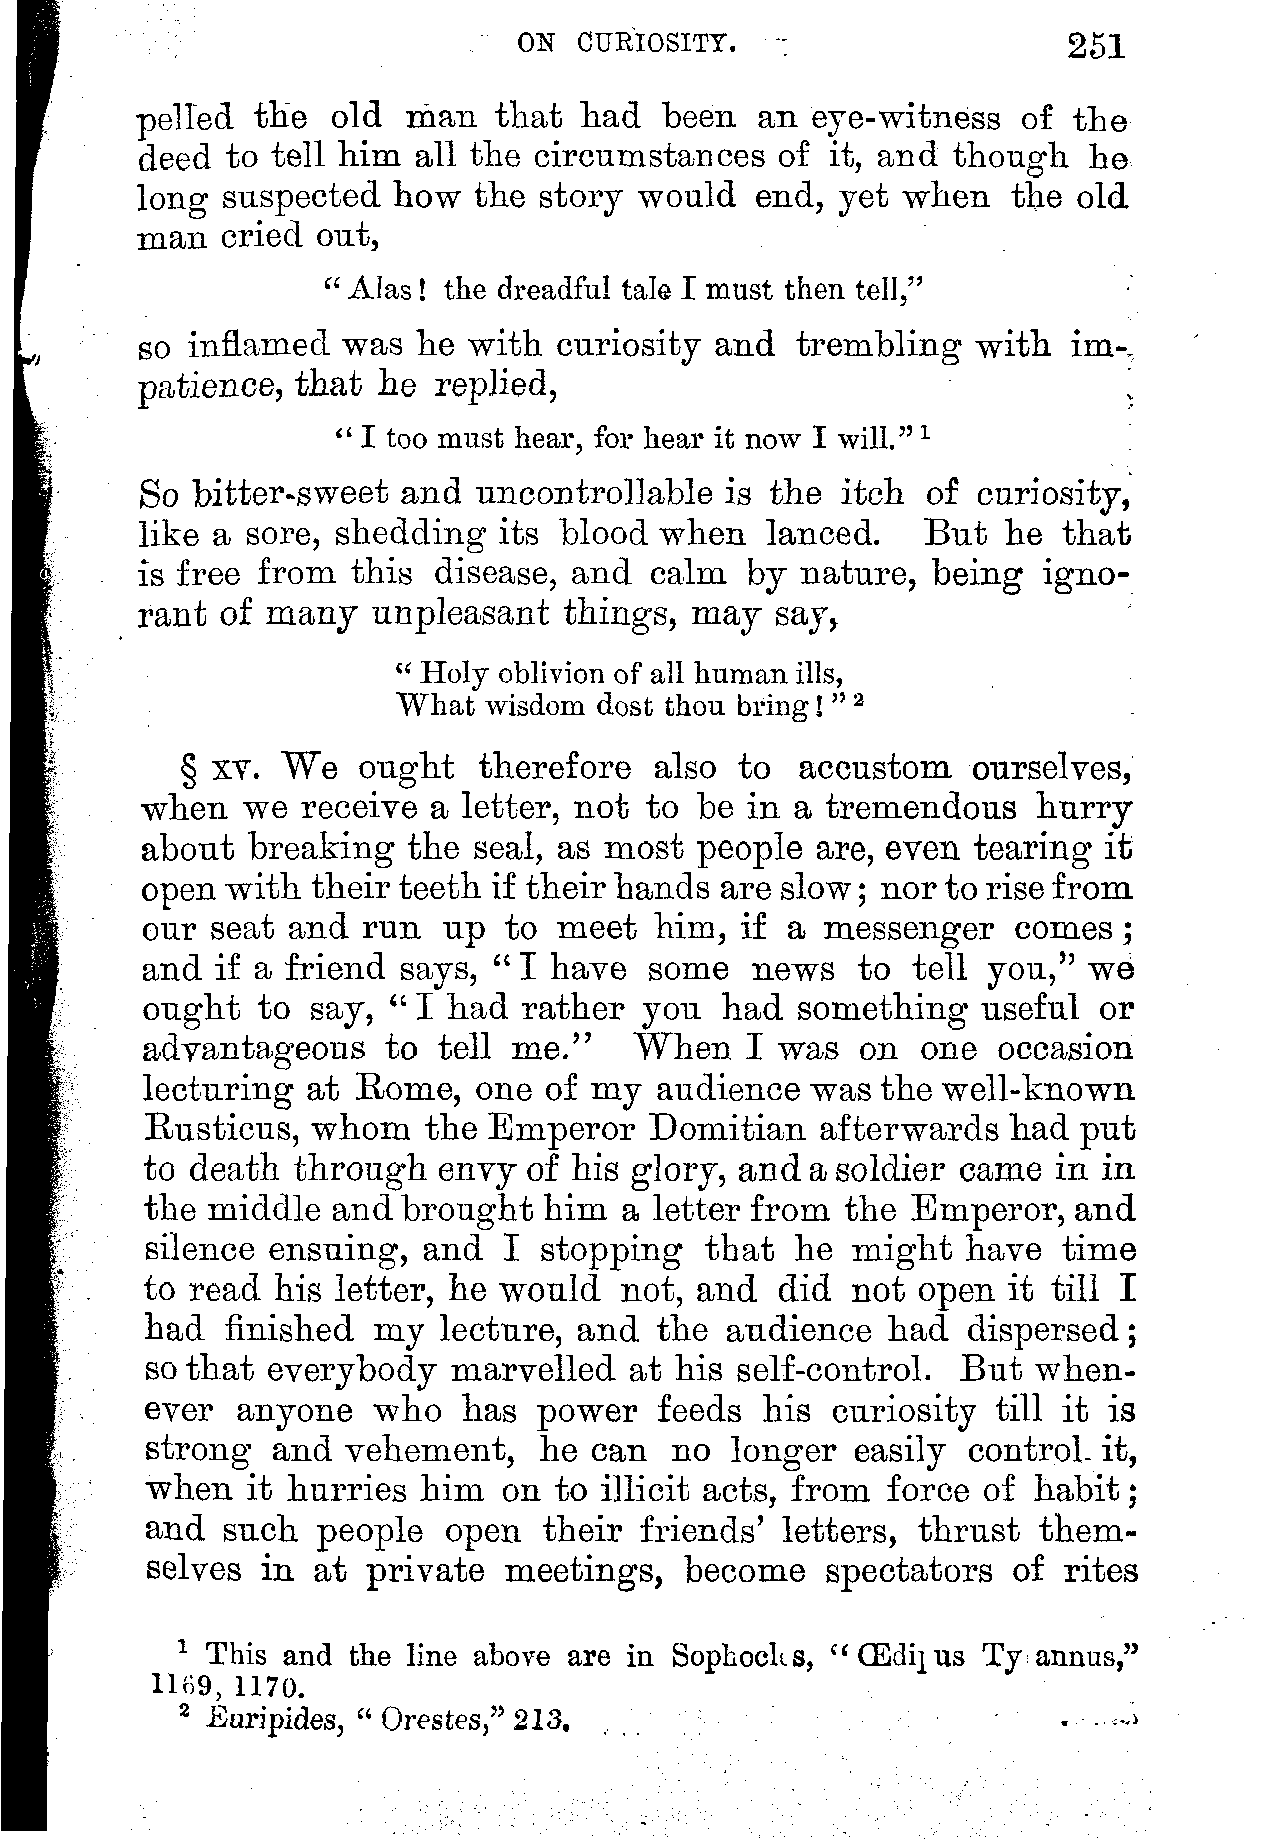 ON CURIOSITY. 251
pelled the old man that had been an eye-witness of the
deed to tell him all the circumstances of it, and though he
long suspected how the story would end, yet when the old
man cried out,
“Alas! the dreadful tale I must then tell,”
so inflamed was he with curiosity and trembling with im-
patience, that he replied,
“I too must hear, for hear it now I will.” 1
So bitter-sweet and uncontrollable is the itch of curiosity,
like a sore, shedding its blood when lanced. But he that
is free from this disease, and calm by nature, being igno-
rant of many unpleasant things, may say,
“Holy oblivion of all human ills,
What wisdom dost thou bring!” 2
§ XV. We ought therefore also to accustom ourselves,
when we receive a letter, not to be in a tremendous hurry
about breaking the seal, as most people are, even tearing it
open with their teeth if their hands are slow; nor to rise from
our seat and run up to meet him, if a messenger comes;
and if a friend says, “I have some news to tell you,” we
ought to say, “I had rather you had something useful or
advantageous to tell me.” When I was on one occasion
lecturing at Rome, one of my audience was the well-known
Rusticus, whom the Emperor Domitian afterwards had put
to death through envy of his glory, and a soldier came in in
the middle and brought him a letter from the Emperor, and
silence ensuing, and I stopping that he might have time
to read his letter, he would not, and did not open it till I
had finished my lecture, and the audience had dispersed;
so that everybody marvelled at his self-control. But when-
ever anyone who has power feeds his curiosity till it is
strong and vehement, he can no longer easily control it,
when it hurries him on to illicit acts, from force of habit;
and such people open their friends’ letters, thrust them-
selves in at private meetings, become spectators of rites
1 This and the line above are in Sophocles, “Œdipus Tyrannus,”
1169, 1170.
2 Euripides, “Orestes,” 213.